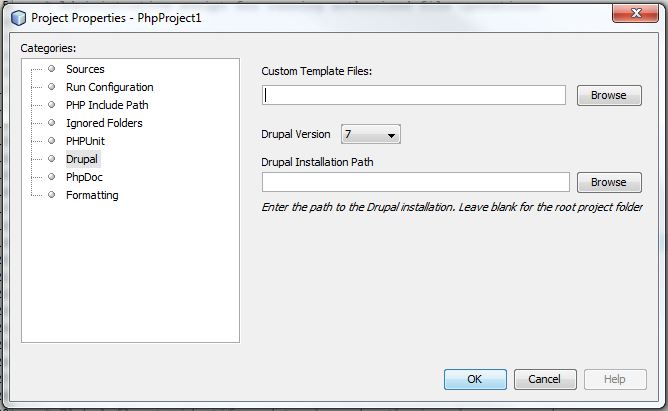 Project Properties - PhpProject1
Categories:
Sources
Run Configuration
PHP Include Path
Ignored Folders
PHPUnit
Drupal
PhpDoc
Formatting
Custom Template Files:
Browse
Drupal Version 7
Drupal Installation Path
Browse
Enter the path to the Drupal installation. Leave blank for the root project folder
OK Cancel Help